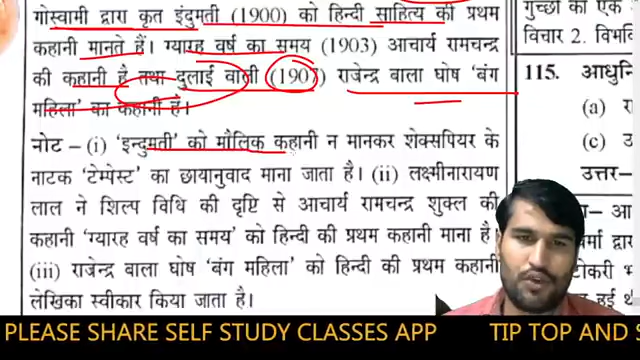 गोस्वामी द्वारा कृत इंदुमती (1900) को हिन्दी साहित्य की प्रथम
कहानी मानते हैं। ग्यारह वर्ष का समय (1903) आचार्य रामचन्द्र
की कहानी है तथा दुलाई वाली (1907) राजेन्द्र वाला घोष 'बंग
महिला' का कहानी है।
नोट – (i) 'इन्दुमती' को मौलिक कहानी न मानकर शेक्सपियर के
नाटक 'टेम्पेस्ट' का छायानुवाद माना जाता है। (ii) लक्ष्मीनारायण
लाल ने शिल्प विधि की दृष्टि से आचार्य रामचन्द्र शुक्ल की
कहानी 'ग्यारह वर्ष का समय' को हिन्दी की प्रथम कहानी माना है।
(iii) राजेन्द्र वाला घोष 'बंग महिला' को हिन्दी की प्रथम कहानी
लेखिका स्वीकार किया जाता है।
गुच्छों का एक
विचार 2. विभक्ति
115. आधुनि
(a) र
(c) उ
उत्तर–
– आ
र्मा द्वार
टोकरी भ
हुई थ
PLEASE SHARE SELF STUDY CLASSES APP
TIP TOP AND S